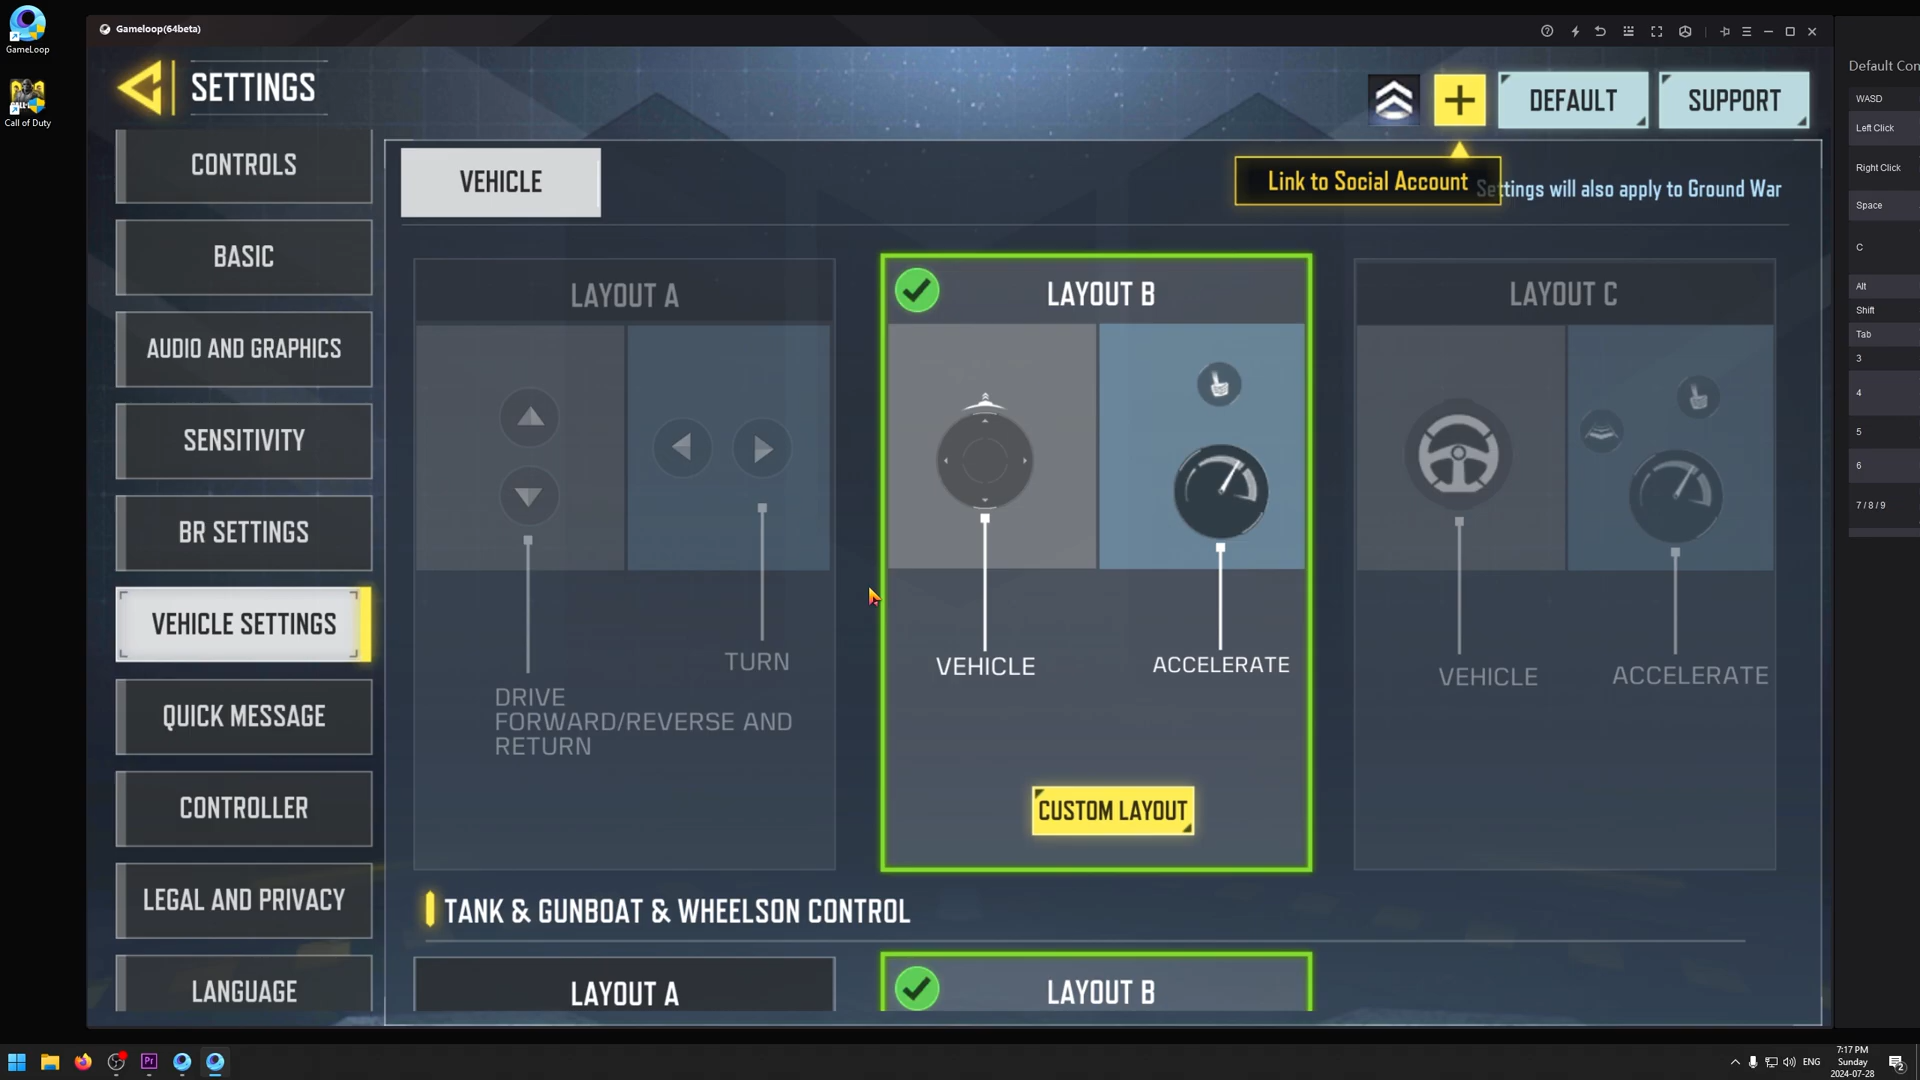 GameLoop
Call of Duty
Gameloop(64beta)
SETTINGS
DEFAULT
SUPPORT
Link to Social Account
Settings will also apply to Ground War
CONTROLS
BASIC
AUDIO AND GRAPHICS
SENSITIVITY
BR SETTINGS
VEHICLE SETTINGS
QUICK MESSAGE
CONTROLLER
LEGAL AND PRIVACY
LANGUAGE
VEHICLE
LAYOUT A
TURN
DRIVE
FORWARD/REVERSE AND
RETURN
LAYOUT B
VEHICLE
ACCELERATE
CUSTOM LAYOUT
LAYOUT C
VEHICLE
ACCELERATE
TANK & GUNBOAT & WHEELSON CONTROL
LAYOUT A
LAYOUT B
Default Con
WASD
Left Click
Right Click
Space
C
Alt
Shift
Tab
3
4
5
6
7 / 8 / 9
Pr
ENG
7:17 PM
Sunday
2024-07-28
2